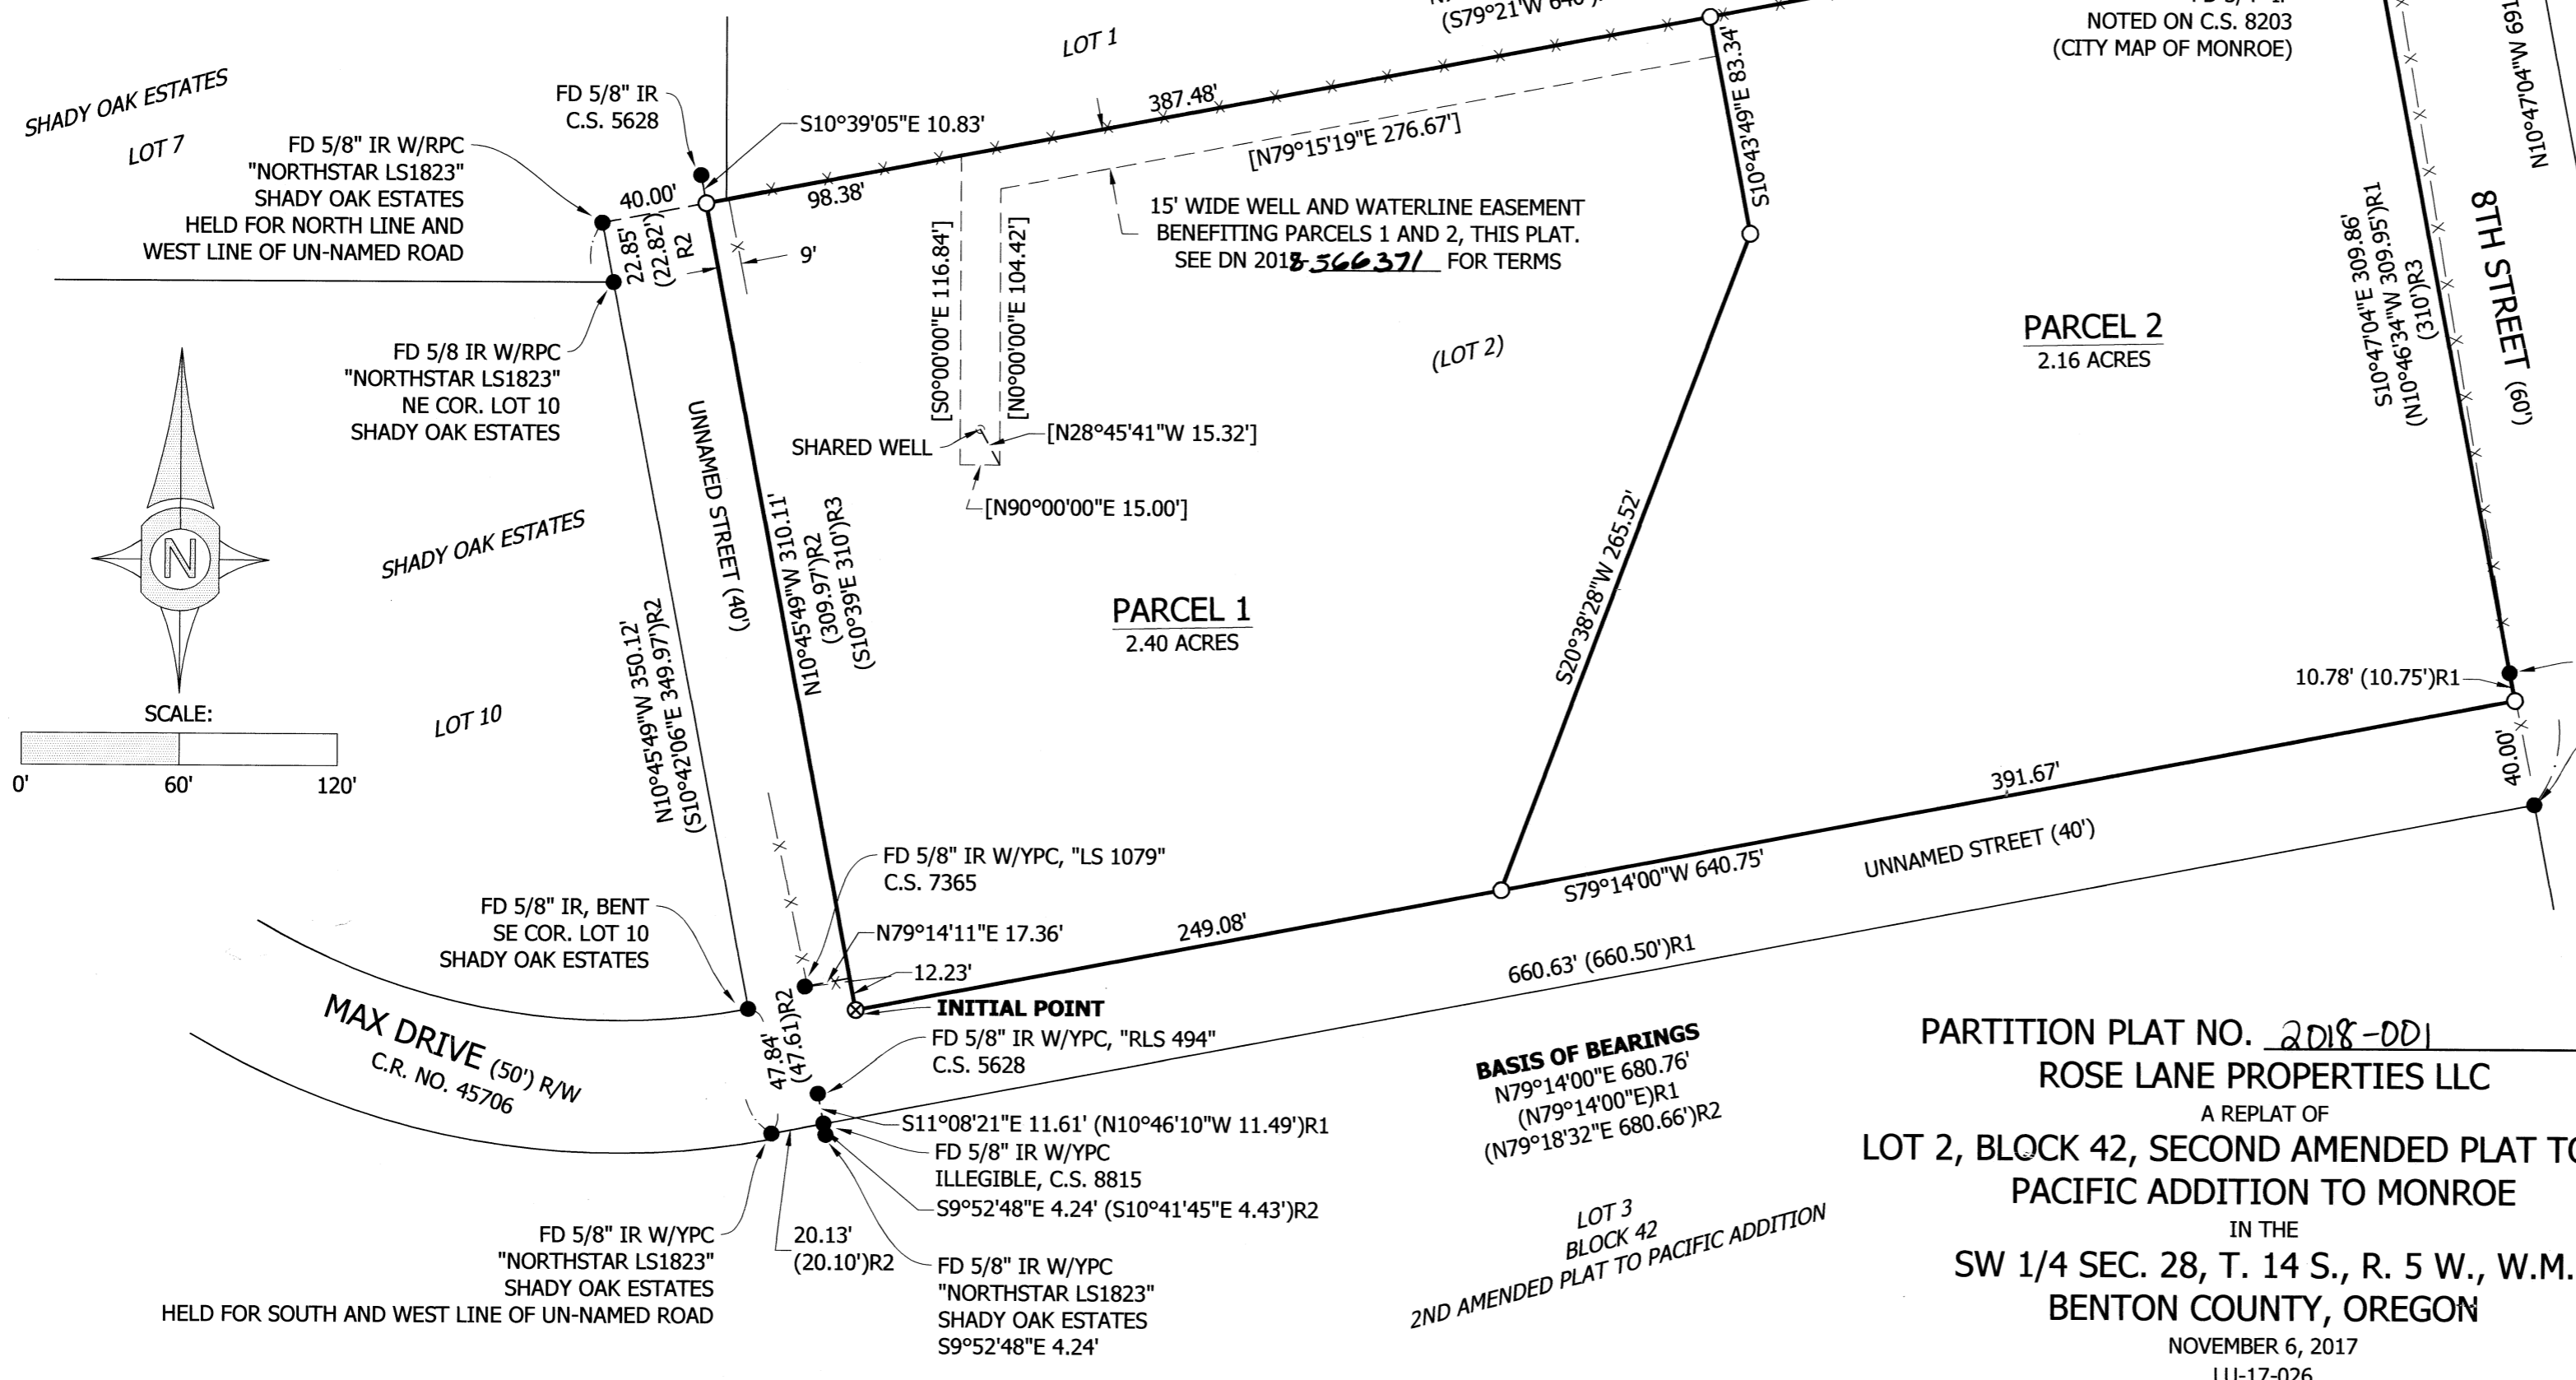 SHADY OAK ESTATES
LOT 7
LOT 1
387.48'
(S79°21'W 640'
NOTED ON C.S. 8203
(CITY MAP OF MONROE)
FD 5/8" IR
C.S. 5628
S10°39'05"E 10.83'
FD 5/8" IR W/RPC
"NORTHSTAR LS1823"
SHADY OAK ESTATES
HELD FOR NORTH LINE AND
WEST LINE OF UN-NAMED ROAD
40.00'
22.85'
(22.82')
R2
98.38'
9'
[N79°15'19"E 276.67']
S10°43'49"E 83.34'
15' WIDE WELL AND WATERLINE EASEMENT
BENEFITING PARCELS 1 AND 2, THIS PLAT.
SEE DN 2018-566371 FOR TERMS
[S0°00'00"E 116.84']
[N0°00'00"E 104.42']
(LOT 2)
PARCEL 2
2.16 ACRES
S10°47'04"E 309.86'
(N10°46'34"W 309.95')R1
(310')R3
8TH STREET (60')
N10°47'04"W 691
FD 5/8 IR W/RPC
"NORTHSTAR LS1823"
NE COR. LOT 10
SHADY OAK ESTATES
UNNAMED STREET (40')
SHARED WELL
[N28°45'41"W 15.32']
[N90°00'00"E 15.00']
N
SCALE:
0' 60' 120'
SHADY OAK ESTATES
LOT 10
N10°45'49"W 350.12'
(S10°42'06"E 349.97')R2
N10°45'49"W 310.11'
(309.97')R2
(S10°39'E 310')R3
PARCEL 1
2.40 ACRES
S20°38'28"W 265.52'
10.78' (10.75')R1
40.00'
391.67'
S79°14'00"W 640.75'
UNNAMED STREET (40')
249.08'
660.63' (660.50')R1
FD 5/8" IR W/YPC, "LS 1079"
C.S. 7365
N79°14'11"E 17.36'
12.23'
FD 5/8" IR, BENT
SE COR. LOT 10
SHADY OAK ESTATES
INITIAL POINT
FD 5/8" IR W/YPC, "RLS 494"
C.S. 5628
MAX DRIVE (50') R/W
C.R. NO. 45706
47.84'
(47.61)R2
S11°08'21"E 11.61' (N10°46'10"W 11.49')R1
FD 5/8" IR W/YPC
ILLEGIBLE, C.S. 8815
S9°52'48"E 4.24' (S10°41'45"E 4.43')R2
FD 5/8" IR W/YPC
"NORTHSTAR LS1823"
SHADY OAK ESTATES
HELD FOR SOUTH AND WEST LINE OF UN-NAMED ROAD
20.13'
(20.10')R2
FD 5/8" IR W/YPC
"NORTHSTAR LS1823"
SHADY OAK ESTATES
S9°52'48"E 4.24'
BASIS OF BEARINGS
N79°14'00"E 680.76'
(N79°14'00"E)R1
(N79°18'32"E 680.66')R2
LOT 3
BLOCK 42
2ND AMENDED PLAT TO PACIFIC ADDITION
PARTITION PLAT NO. 2018-001
ROSE LANE PROPERTIES LLC
A REPLAT OF
LOT 2, BLOCK 42, SECOND AMENDED PLAT TO
PACIFIC ADDITION TO MONROE
IN THE
SW 1/4 SEC. 28, T. 14 S., R. 5 W., W.M.
BENTON COUNTY, OREGON
NOVEMBER 6, 2017
LU-17-026